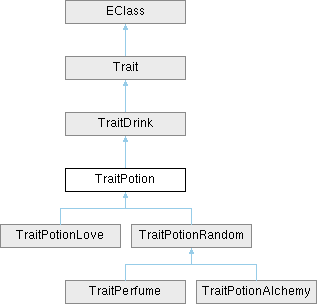 EClass
Trait
TraitDrink
TraitPotion
TraitPotionLove
TraitPotionRandom
TraitPerfume
TraitPotionAlchemy